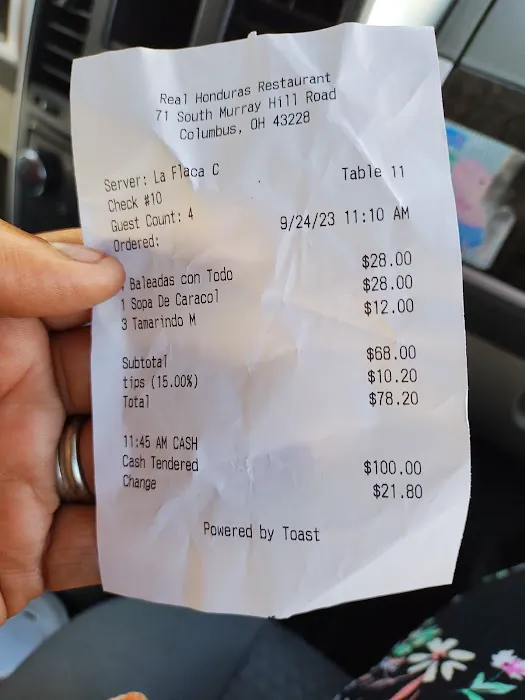 Real Honduras Restaurant
71 South Murray Hill Road
Columbus, OH 43228
Server: La Flaca C Table 11
Check #10
Guest Count: 4 9/24/23 11:10 AM
Ordered:
Baleadas con Todo $28.00
1 Sopa De Caracol $28.00
3 Tamarindo M $12.00
Subtotal $68.00
tips (15.00%) $10.20
Total $78.20
11:45 AM CASH
Cash Tendered $100.00
Change $21.80
Powered by Toast